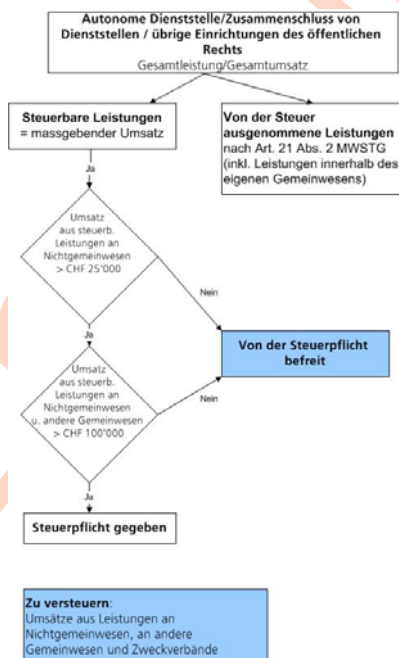 Autonome Dienststelle/Zusammenschluss von
Dienststellen / übrige Einrichtungen des öffentlichen
Rechts
Gesamtleistung/Gesamtumsatz
Steuerbare Leistungen
= massgebender Umsatz
Von der Steuer
ausgenommene Leistungen
nach Art. 21 Abs. 2 MWSTG
(inkl. Leistungen innerhalb des
eigenen Gemeinwesens)
Ja
Umsatz
aus steuerb.
Leistungen an
Nichtgemeinwesen
> CHF 25'000
Nein
Ja
Von der Steuerpflicht
befreit
Umsatz
aus steuerb.
Leistungen an
Nichtgemeinwesen
u. andere Gemeinwesen
> CHF 100'000
Nein
Ja
Steuerpflicht gegeben
Zu versteuern:
Umsätze aus Leistungen an
Nichtgemeinwesen, an andere
Gemeinwesen und Zweckverbände